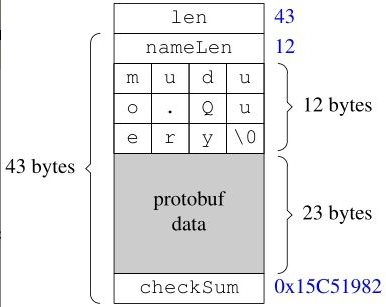 len 43
nameLen 12
m u d u
o . Q u 12 bytes
e r y \0
43 bytes
protobuf
data
23 bytes
checkSum 0x15C51982